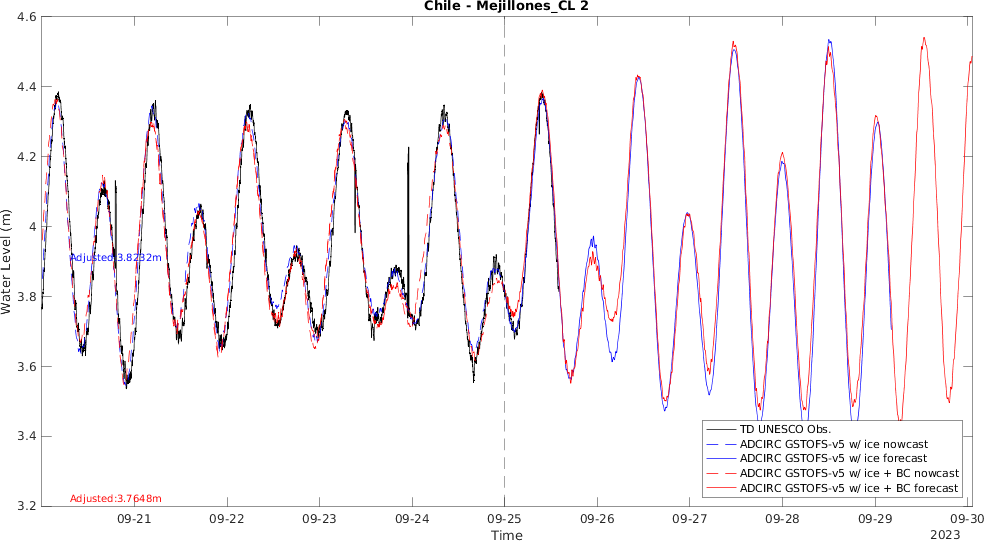 Chile - Mejillones_CL 2
Water Level (m)
4.6
4.4
4.2
4
3.8
3.6
3.4
3.2
Adjusted:3.8232m
Adjusted:3.7648m
TD UNESCO Obs.
ADCIRC GSTOFS-v5 w/ ice nowcast
ADCIRC GSTOFS-v5 w/ ice forecast
ADCIRC GSTOFS-v5 w/ ice + BC nowcast
ADCIRC GSTOFS-v5 w/ ice + BC forecast
09-21 09-22 09-23 09-24 09-25 09-26 09-27 09-28 09-29 09-30
Time
2023